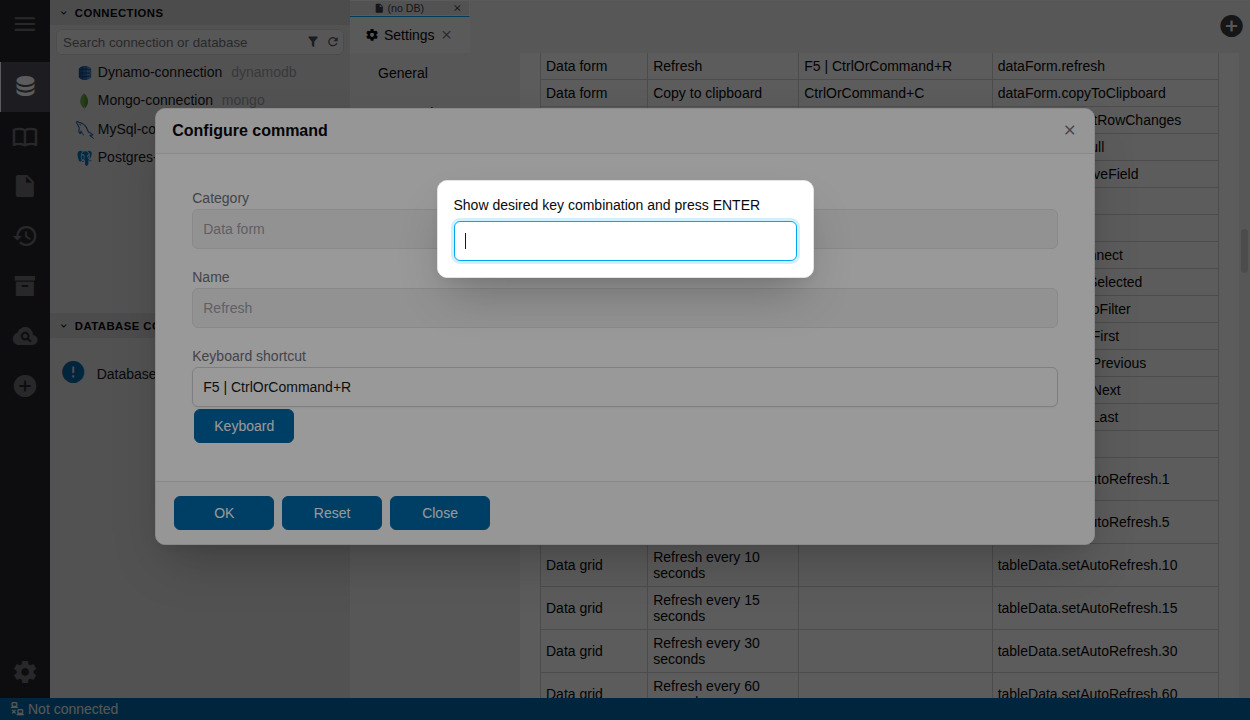 CONNECTIONS
Search connection or database
Dynamo-connection dynamodb
Mongo-connection mongo
MySql-co
Postgres-
DATABASE CO
Database
(no DB)
Settings
General
Data form Refresh F5 | CtrlOrCommand+R dataForm.refresh
Data form Copy to clipboard CtrlOrCommand+C dataForm.copyToClipboard
tRowChanges
ull
veField
nnect
Selected
oFilter
First
Previous
Next
Last
utoRefresh.1
utoRefresh.5
Data grid Refresh every 10 seconds tableData.setAutoRefresh.10
Data grid Refresh every 15 seconds tableData.setAutoRefresh.15
Data grid Refresh every 30 seconds tableData.setAutoRefresh.30
Data grid Refresh every 60 tableData.setAutoRefresh.60
Configure command
Category
Data form
Name
Refresh
Keyboard shortcut
F5 | CtrlOrCommand+R
Keyboard
OK Reset Close
Show desired key combination and press ENTER
Not connected